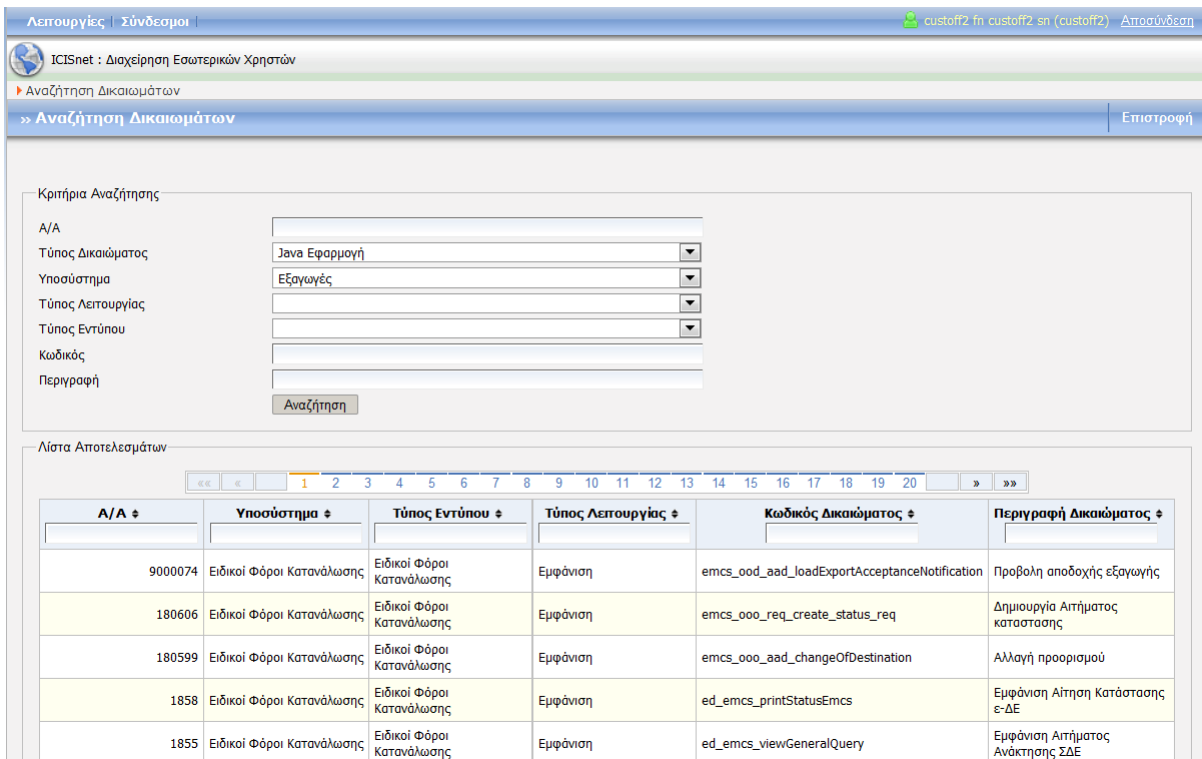 Λειτουργίες | Σύνδεσμοι |
custoff2 fn custoff2 sn (custoff2) Αποσύνδεση
ICISnet : Διαχείρηση Εσωτερικών Χρηστών
Αναζήτηση Δικαιωμάτων
» Αναζήτηση Δικαιωμάτων
Επιστροφή
Κριτήρια Αναζήτησης
Α/Α
Τύπος Δικαιώματος Java Εφαρμογή
Υποσύστημα Εξαγωγές
Τύπος Λειτουργίας
Τύπος Εντύπου
Κωδικός
Περιγραφή
Αναζήτηση
Λίστα Αποτελεσμάτων
«« « 1 2 3 4 5 6 7 8 9 10 11 12 13 14 15 16 17 18 19 20 » »»
Α/Α Υποσύστημα Τύπος Εντύπου Τύπος Λειτουργίας Κωδικός Δικαιώματος Περιγραφή Δικαιώματος
9000074 Ειδικοί Φόροι Κατανάλωσης Ειδικοί Φόροι Κατανάλωσης Εμφάνιση emcs_ood_aad_loadExportAcceptanceNotification Προβολη αποδοχής εξαγωγής
180606 Ειδικοί Φόροι Κατανάλωσης Ειδικοί Φόροι Κατανάλωσης Εμφάνιση emcs_ooo_req_create_status_req Δημιουργία Αιτήματος καταστασης
180599 Ειδικοί Φόροι Κατανάλωσης Ειδικοί Φόροι Κατανάλωσης Εμφάνιση emcs_ooo_aad_changeOfDestination Αλλαγή προορισμού
1858 Ειδικοί Φόροι Κατανάλωσης Ειδικοί Φόροι Κατανάλωσης Εμφάνιση ed_emcs_printStatusEmcs Εμφάνιση Αίτηση Κατάστασης ε-ΔΕ
1855 Ειδικοί Φόροι Κατανάλωσης Ειδικοί Φόροι Κατανάλωσης Εμφάνιση ed_emcs_viewGeneralQuery Εμφάνιση Αιτήματος Ανάκτησης ΣΔΕ